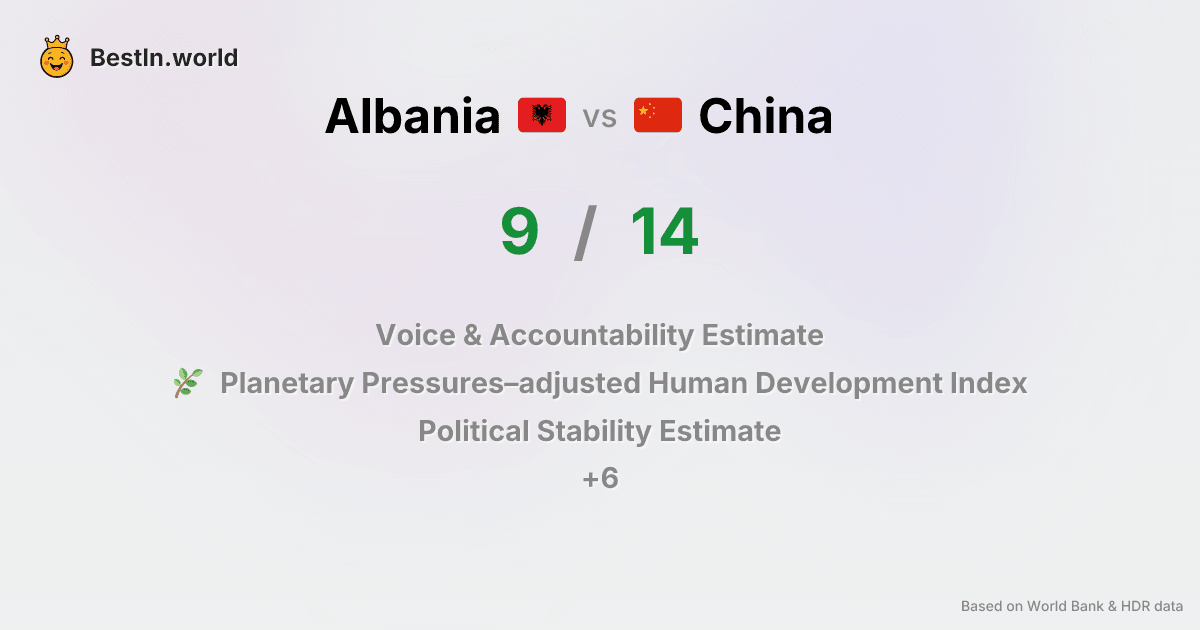 BestIn.world
Albania vs China
9 / 14
Voice & Accountability Estimate
Planetary Pressures–adjusted Human Development Index
Political Stability Estimate
+6
Based on World Bank & HDR data